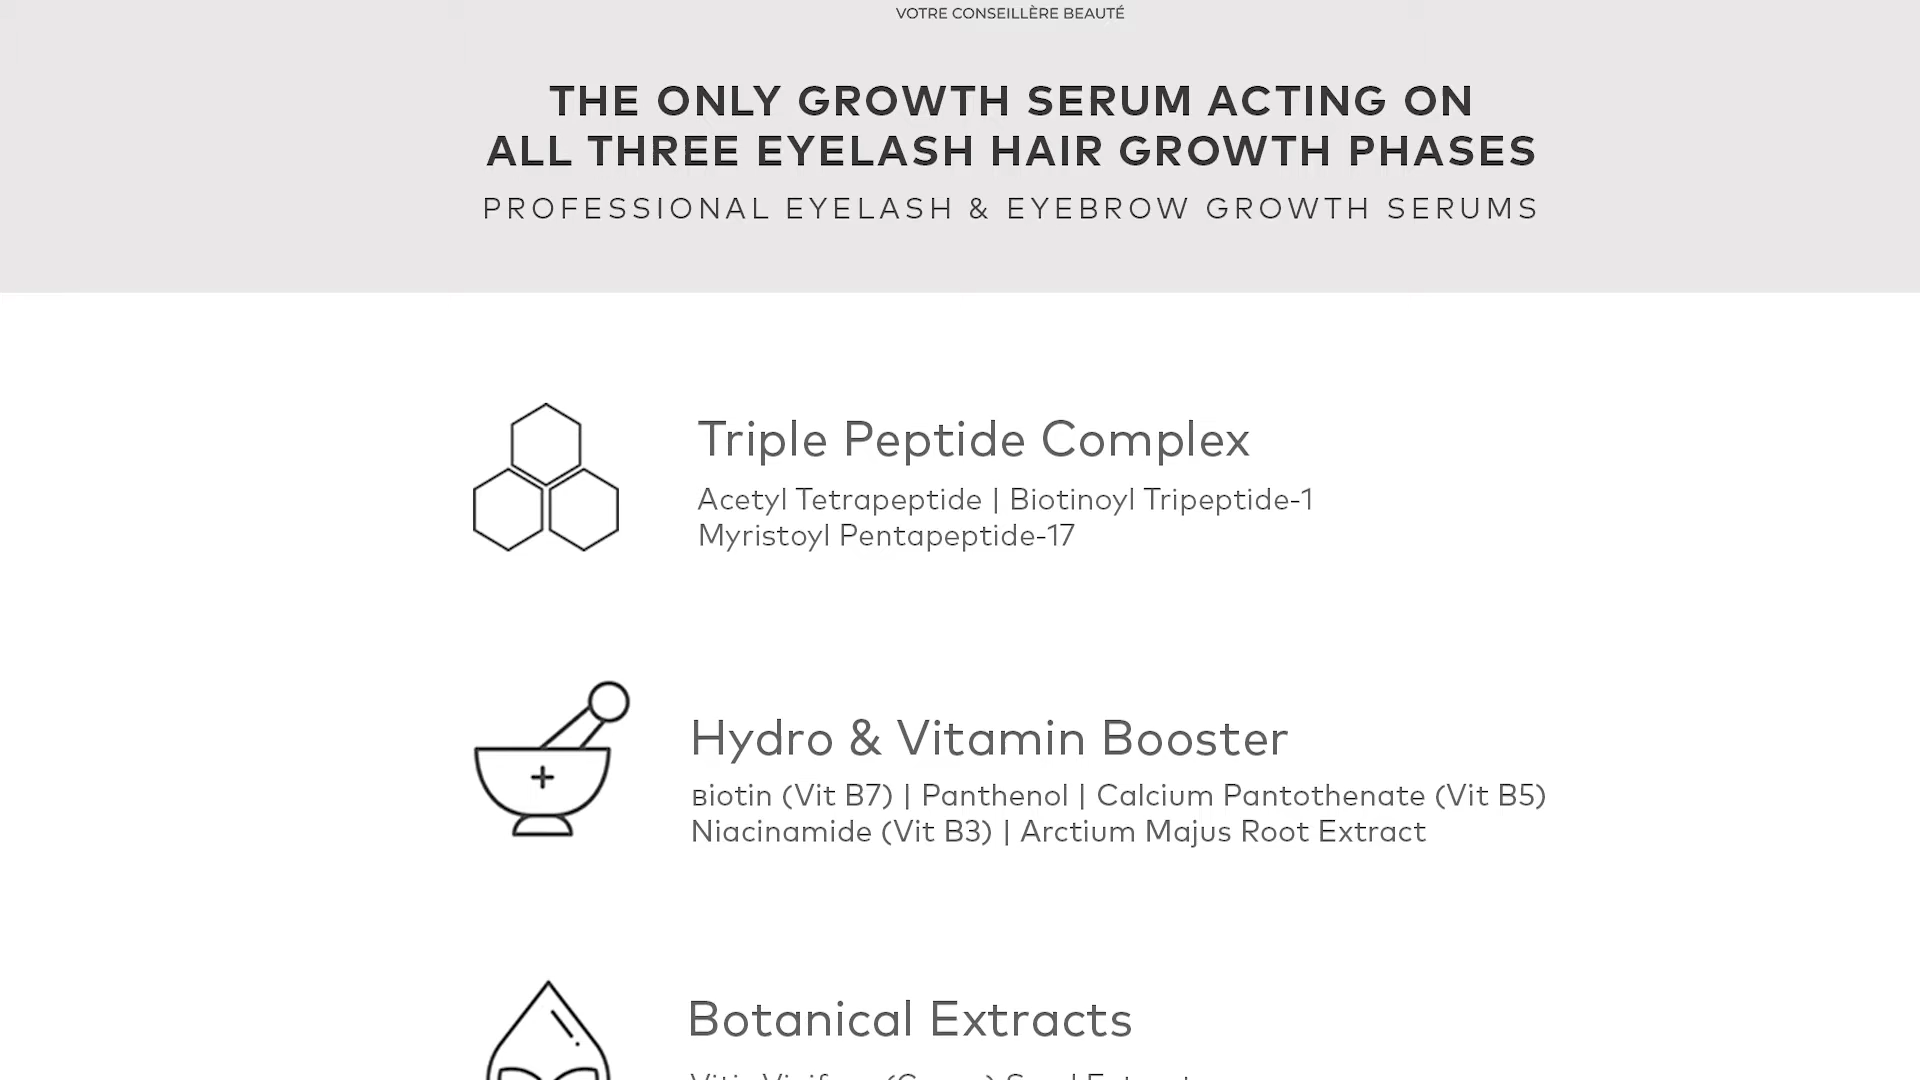 VOTRE CONSEILLÈRE BEAUTÉ
THE ONLY GROWTH SERUM ACTING ON
ALL THREE EYELASH HAIR GROWTH PHASES
PROFESSIONAL EYELASH & EYEBROW GROWTH SERUMS
Triple Peptide Complex
Acetyl Tetrapeptide | Biotinoyl Tripeptide-1
Myristoyl Pentapeptide-17
Hydro & Vitamin Booster
Biotin (Vit B7) | Panthenol | Calcium Pantothenate (Vit B5)
Niacinamide (Vit B3) | Arctium Majus Root Extract
Botanical Extracts